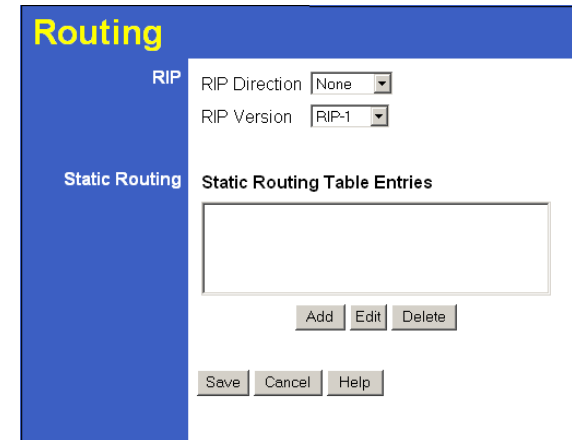 Routing
RIP
RIP Direction None
RIP Version RIP-1
Static Routing
Static Routing Table Entries
Add Edit Delete
Save Cancel Help